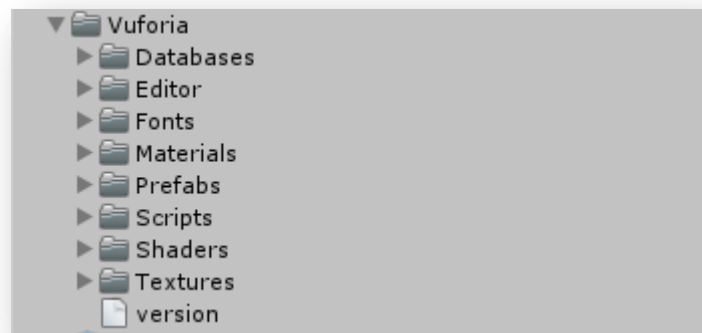 Vuforia
Databases
Editor
Fonts
Materials
Prefabs
Scripts
Shaders
Textures
version